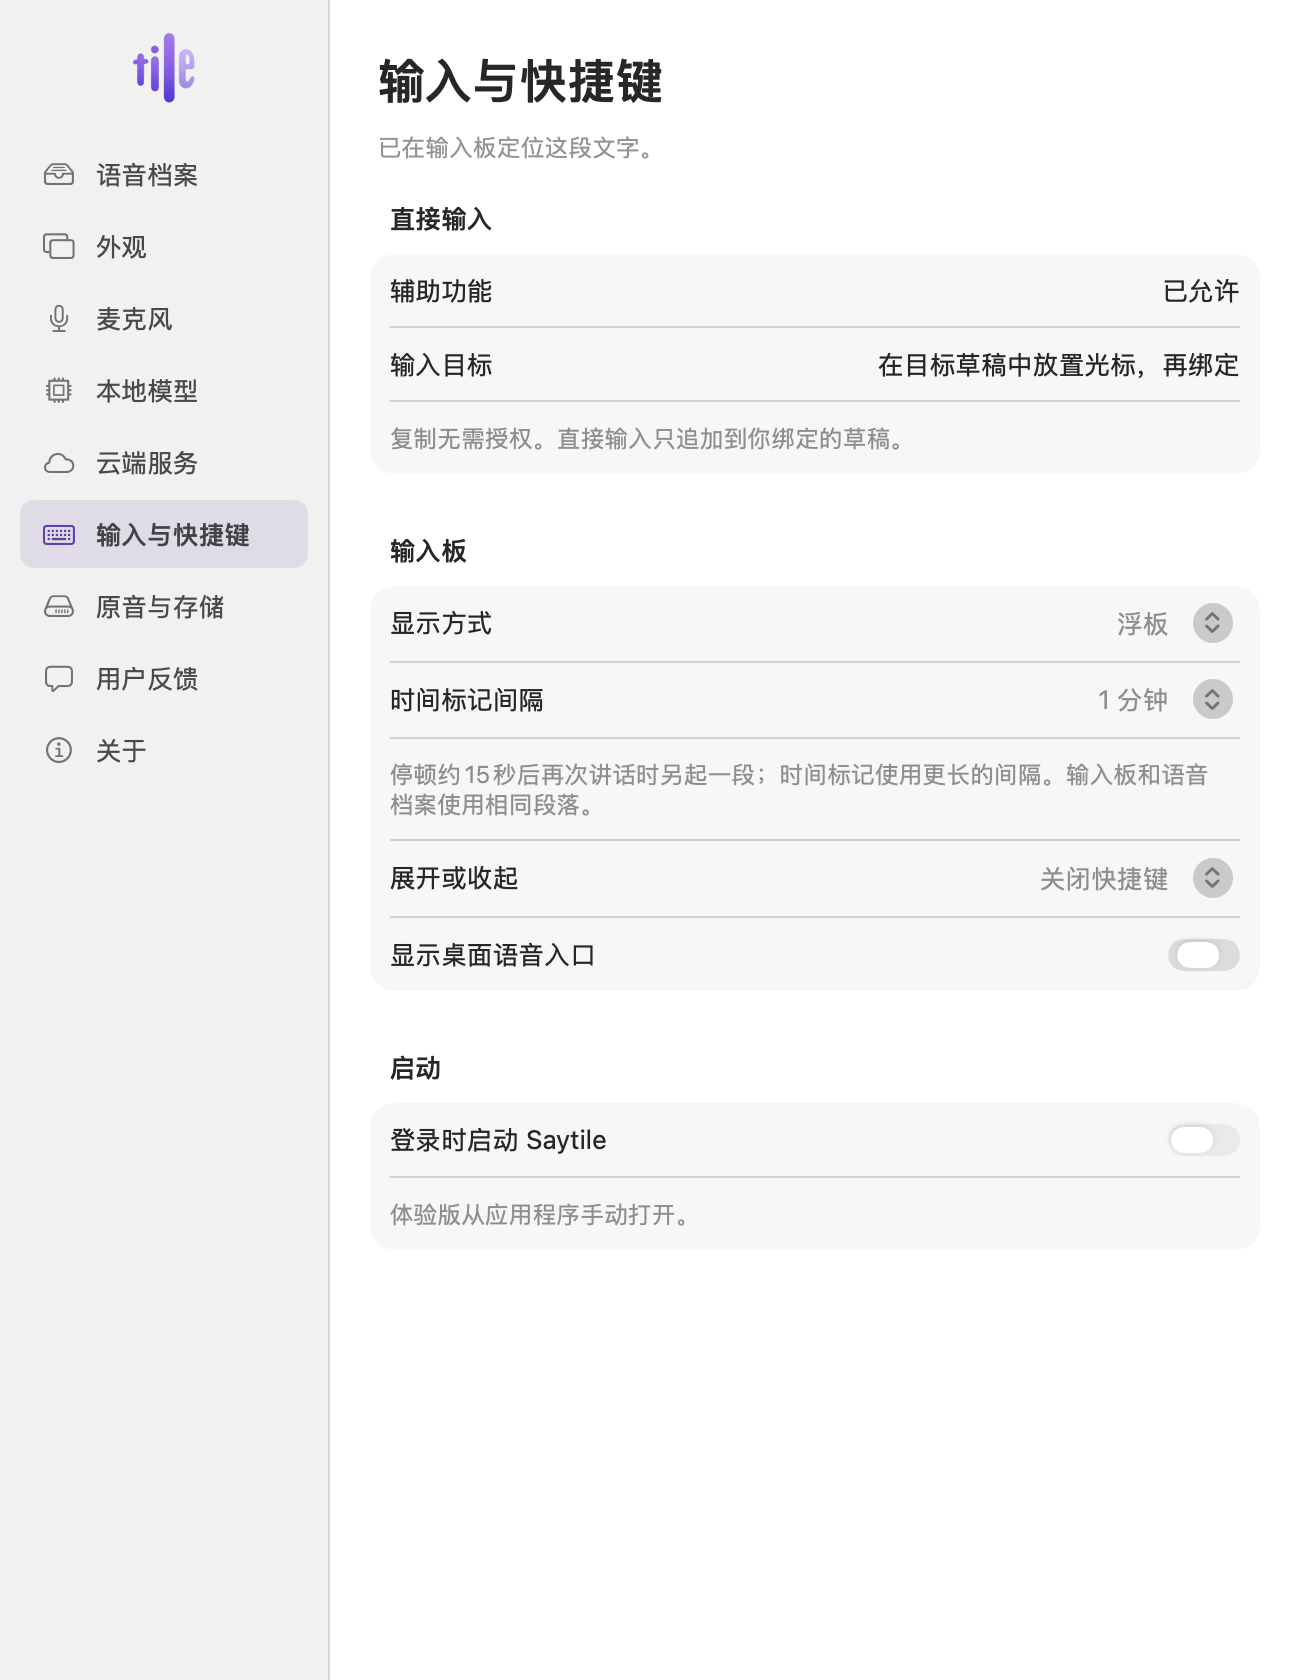 tile
语音档案
外观
麦克风
本地模型
云端服务
输入与快捷键
原音与存储
用户反馈
关于
输入与快捷键
已在输入板定位这段文字。
直接输入
辅助功能 已允许
输入目标 在目标草稿中放置光标，再绑定
复制无需授权。直接输入只追加到你绑定的草稿。
输入板
显示方式 浮板
时间标记间隔 1 分钟
停顿约 15 秒后再次讲话时另起一段；时间标记使用更长的间隔。输入板和语音
档案使用相同段落。
展开或收起 关闭快捷键
显示桌面语音入口
启动
登录时启动 Saytile
体验版从应用程序手动打开。